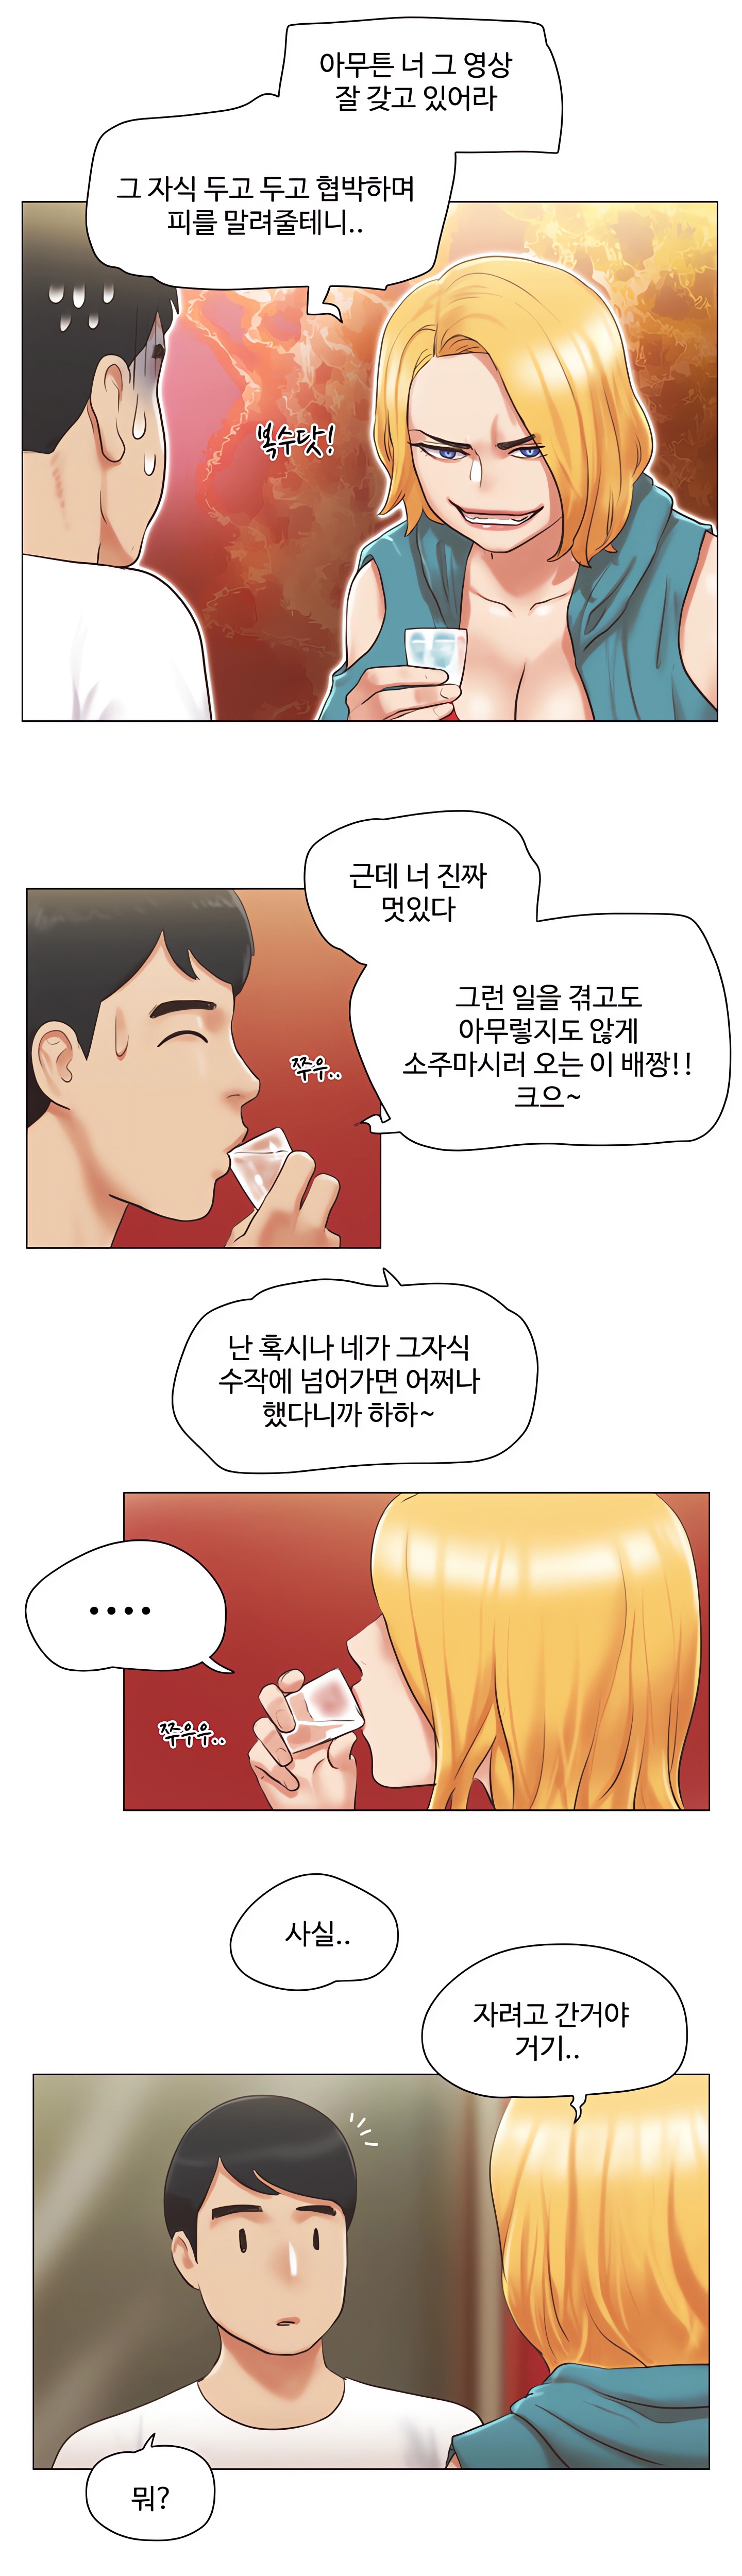 아무튼 너 그 영상
잘 갖고 있어라
그 자식 두고 두고 협박하며
피를 말려줄테니..
복수닷!
근데 너 진짜
멋있다
그런 일을 겪고도
아무렇지도 않게
소주마시러 오는 이 배짱!!
크으~
쭈우..
난 혹시나 네가 그자식
수작에 넘어가면 어쩌나
했다니까 하하~
....
쭈우우..
사실..
자려고 간거야
거기..
뭐?